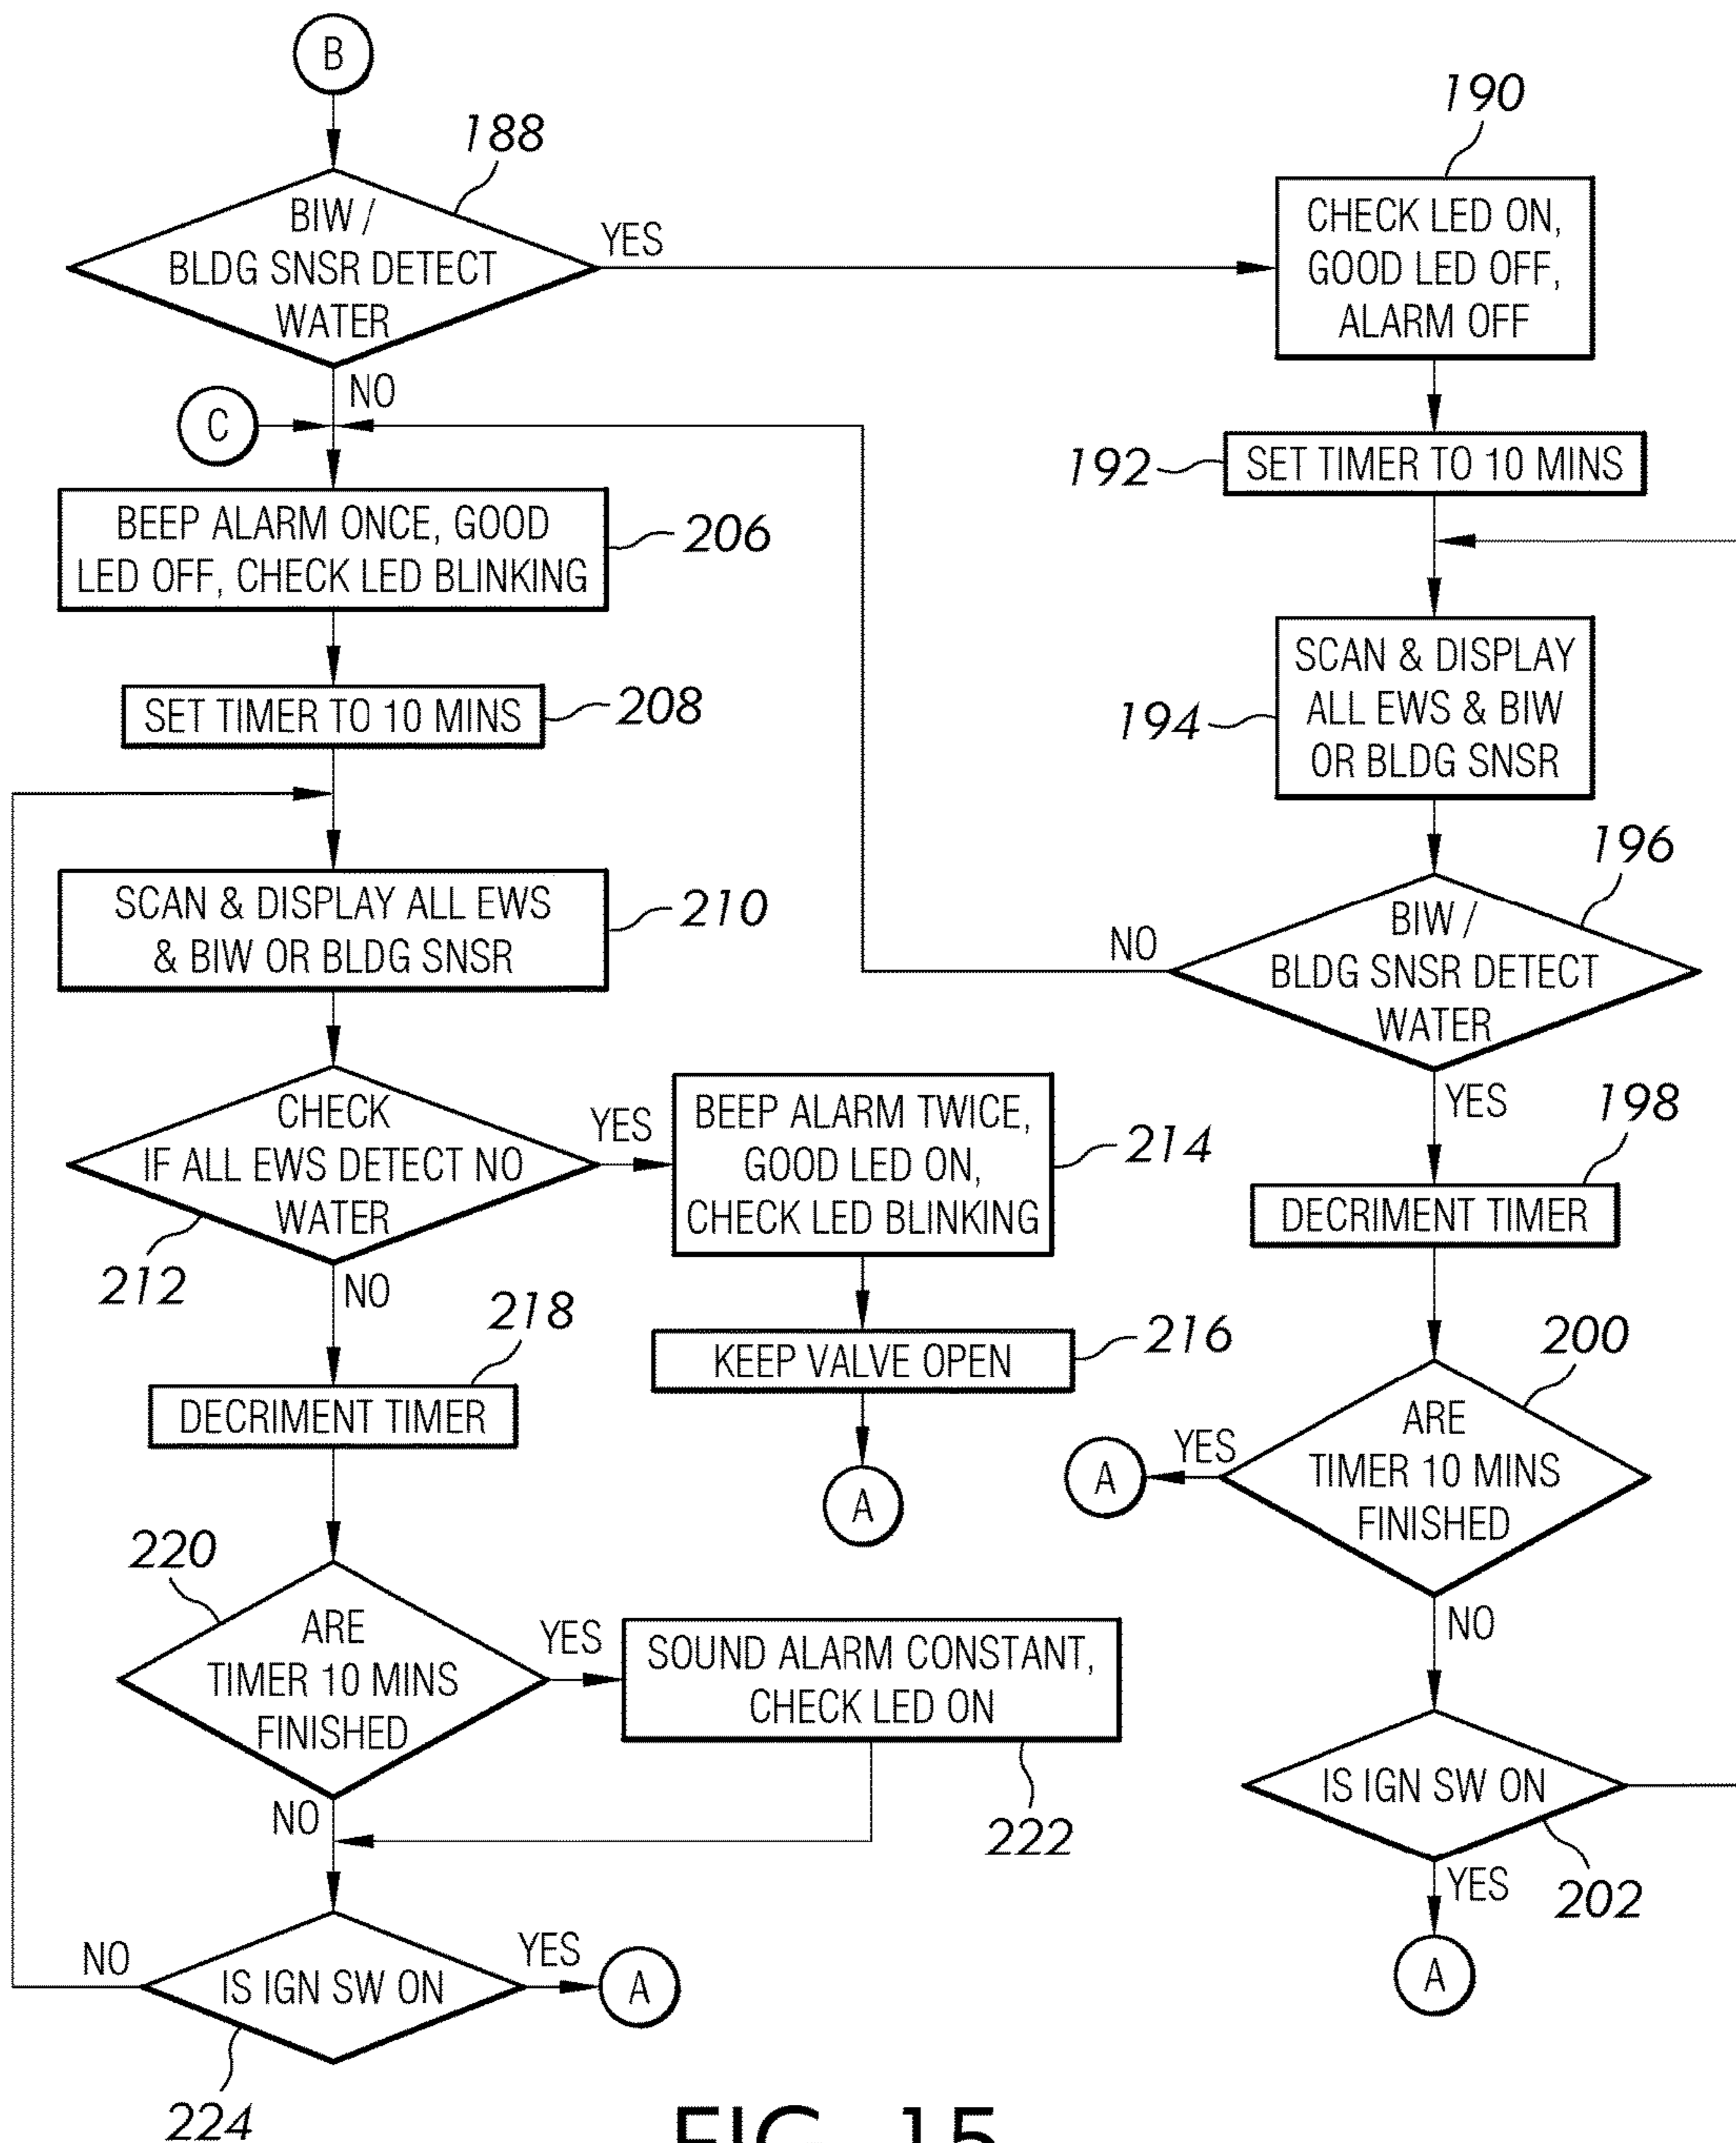 B
188
BIW /
BLDG SNSR DETECT
WATER
YES
NO
190
CHECK LED ON,
GOOD LED OFF,
ALARM OFF
C
192
SET TIMER TO 10 MINS
BEEP ALARM ONCE, GOOD
LED OFF, CHECK LED BLINKING
206
SET TIMER TO 10 MINS
208
194
SCAN & DISPLAY
ALL EWS & BIW
OR BLDG SNSR
SCAN & DISPLAY ALL EWS
& BIW OR BLDG SNSR
210
196
BIW /
BLDG SNSR DETECT
WATER
NO
YES
CHECK
IF ALL EWS DETECT NO
WATER
212
YES
NO
BEEP ALARM TWICE,
GOOD LED ON,
CHECK LED BLINKING
214
198
DECRIMENT TIMER
218
DECRIMENT TIMER
KEEP VALVE OPEN
216
A
200
ARE
TIMER 10 MINS
FINISHED
YES
A
NO
220
ARE
TIMER 10 MINS
FINISHED
YES
NO
SOUND ALARM CONSTANT,
CHECK LED ON
222
IS IGN SW ON
202
YES
A
IS IGN SW ON
NO
YES
A
224
FIG. 15